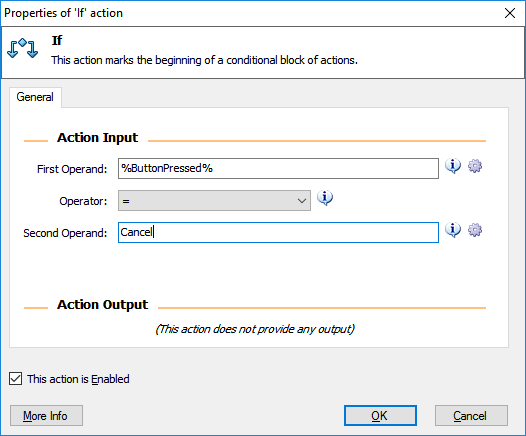 Properties of 'If' action
If
This action marks the beginning of a conditional block of actions.
General
Action Input
First Operand: %ButtonPressed%
Operator: =
Second Operand: Cancel
Action Output
(This action does not provide any output)
This action is Enabled
More Info OK Cancel